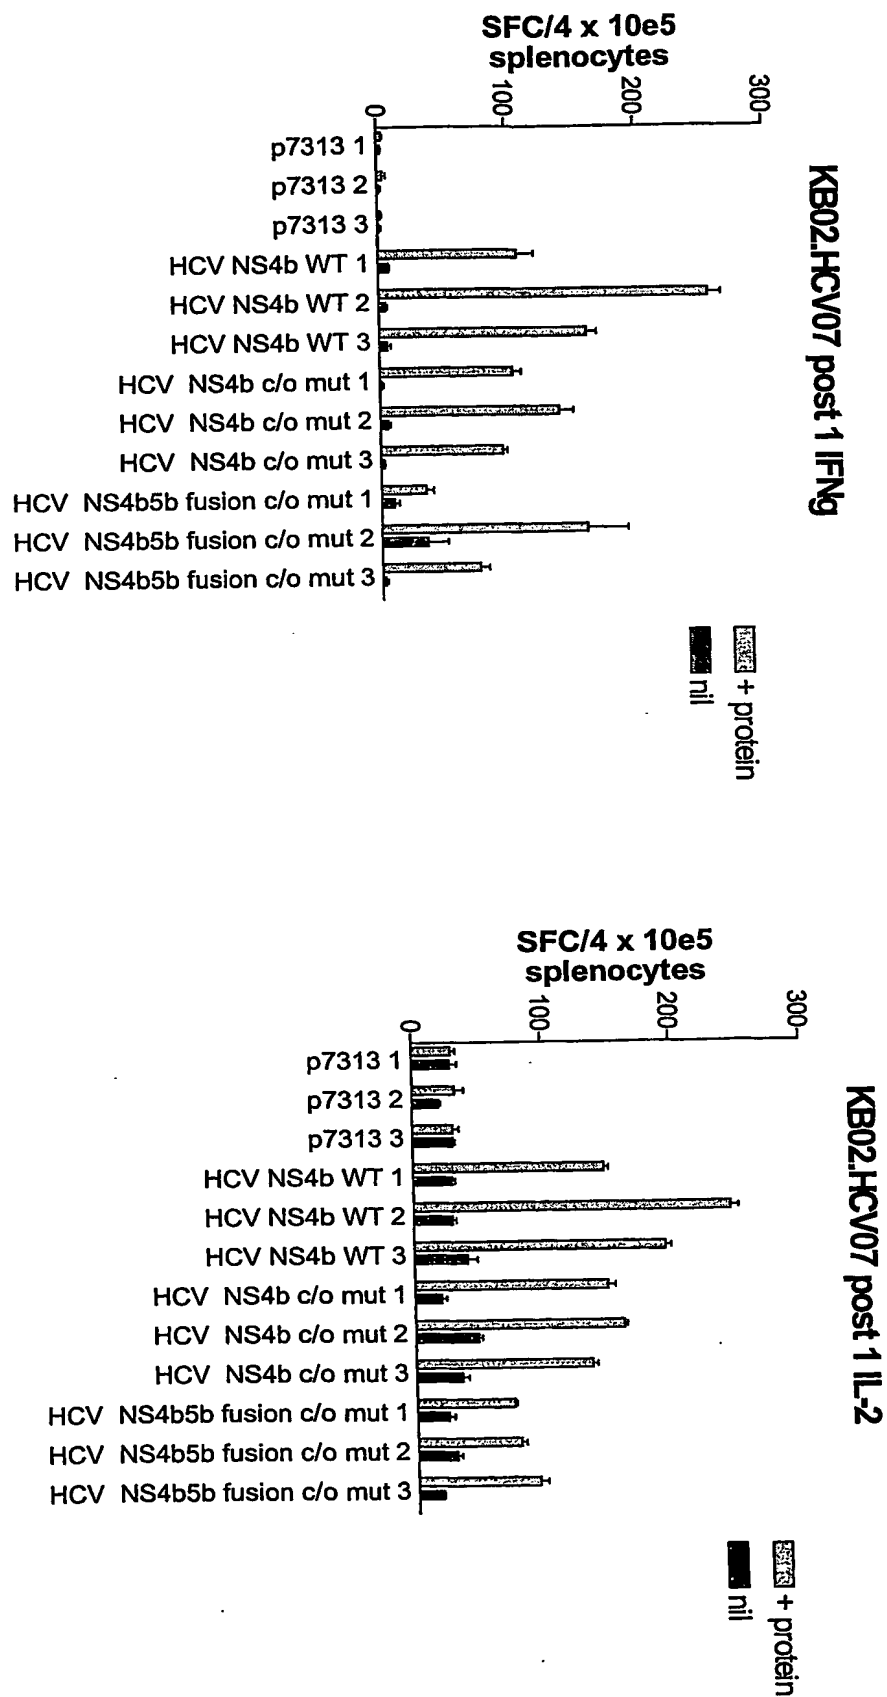 KB02.HCV07 post 1 IFNg
SFC/4 x 10e5
splenocytes
300
200
100
0
p7313 1
p7313 2
p7313 3
HCV NS4b WT 1
HCV NS4b WT 2
HCV NS4b WT 3
HCV NS4b c/o mut 1
HCV NS4b c/o mut 2
HCV NS4b c/o mut 3
HCV NS4b5b fusion c/o mut 1
HCV NS4b5b fusion c/o mut 2
HCV NS4b5b fusion c/o mut 3
+ protein
nil
KB02.HCV07 post 1 IL-2
SFC/4 x 10e5
splenocytes
300
200
100
0
p7313 1
p7313 2
p7313 3
HCV NS4b WT 1
HCV NS4b WT 2
HCV NS4b WT 3
HCV NS4b c/o mut 1
HCV NS4b c/o mut 2
HCV NS4b c/o mut 3
HCV NS4b5b fusion c/o mut 1
HCV NS4b5b fusion c/o mut 2
HCV NS4b5b fusion c/o mut 3
+ protein
nil